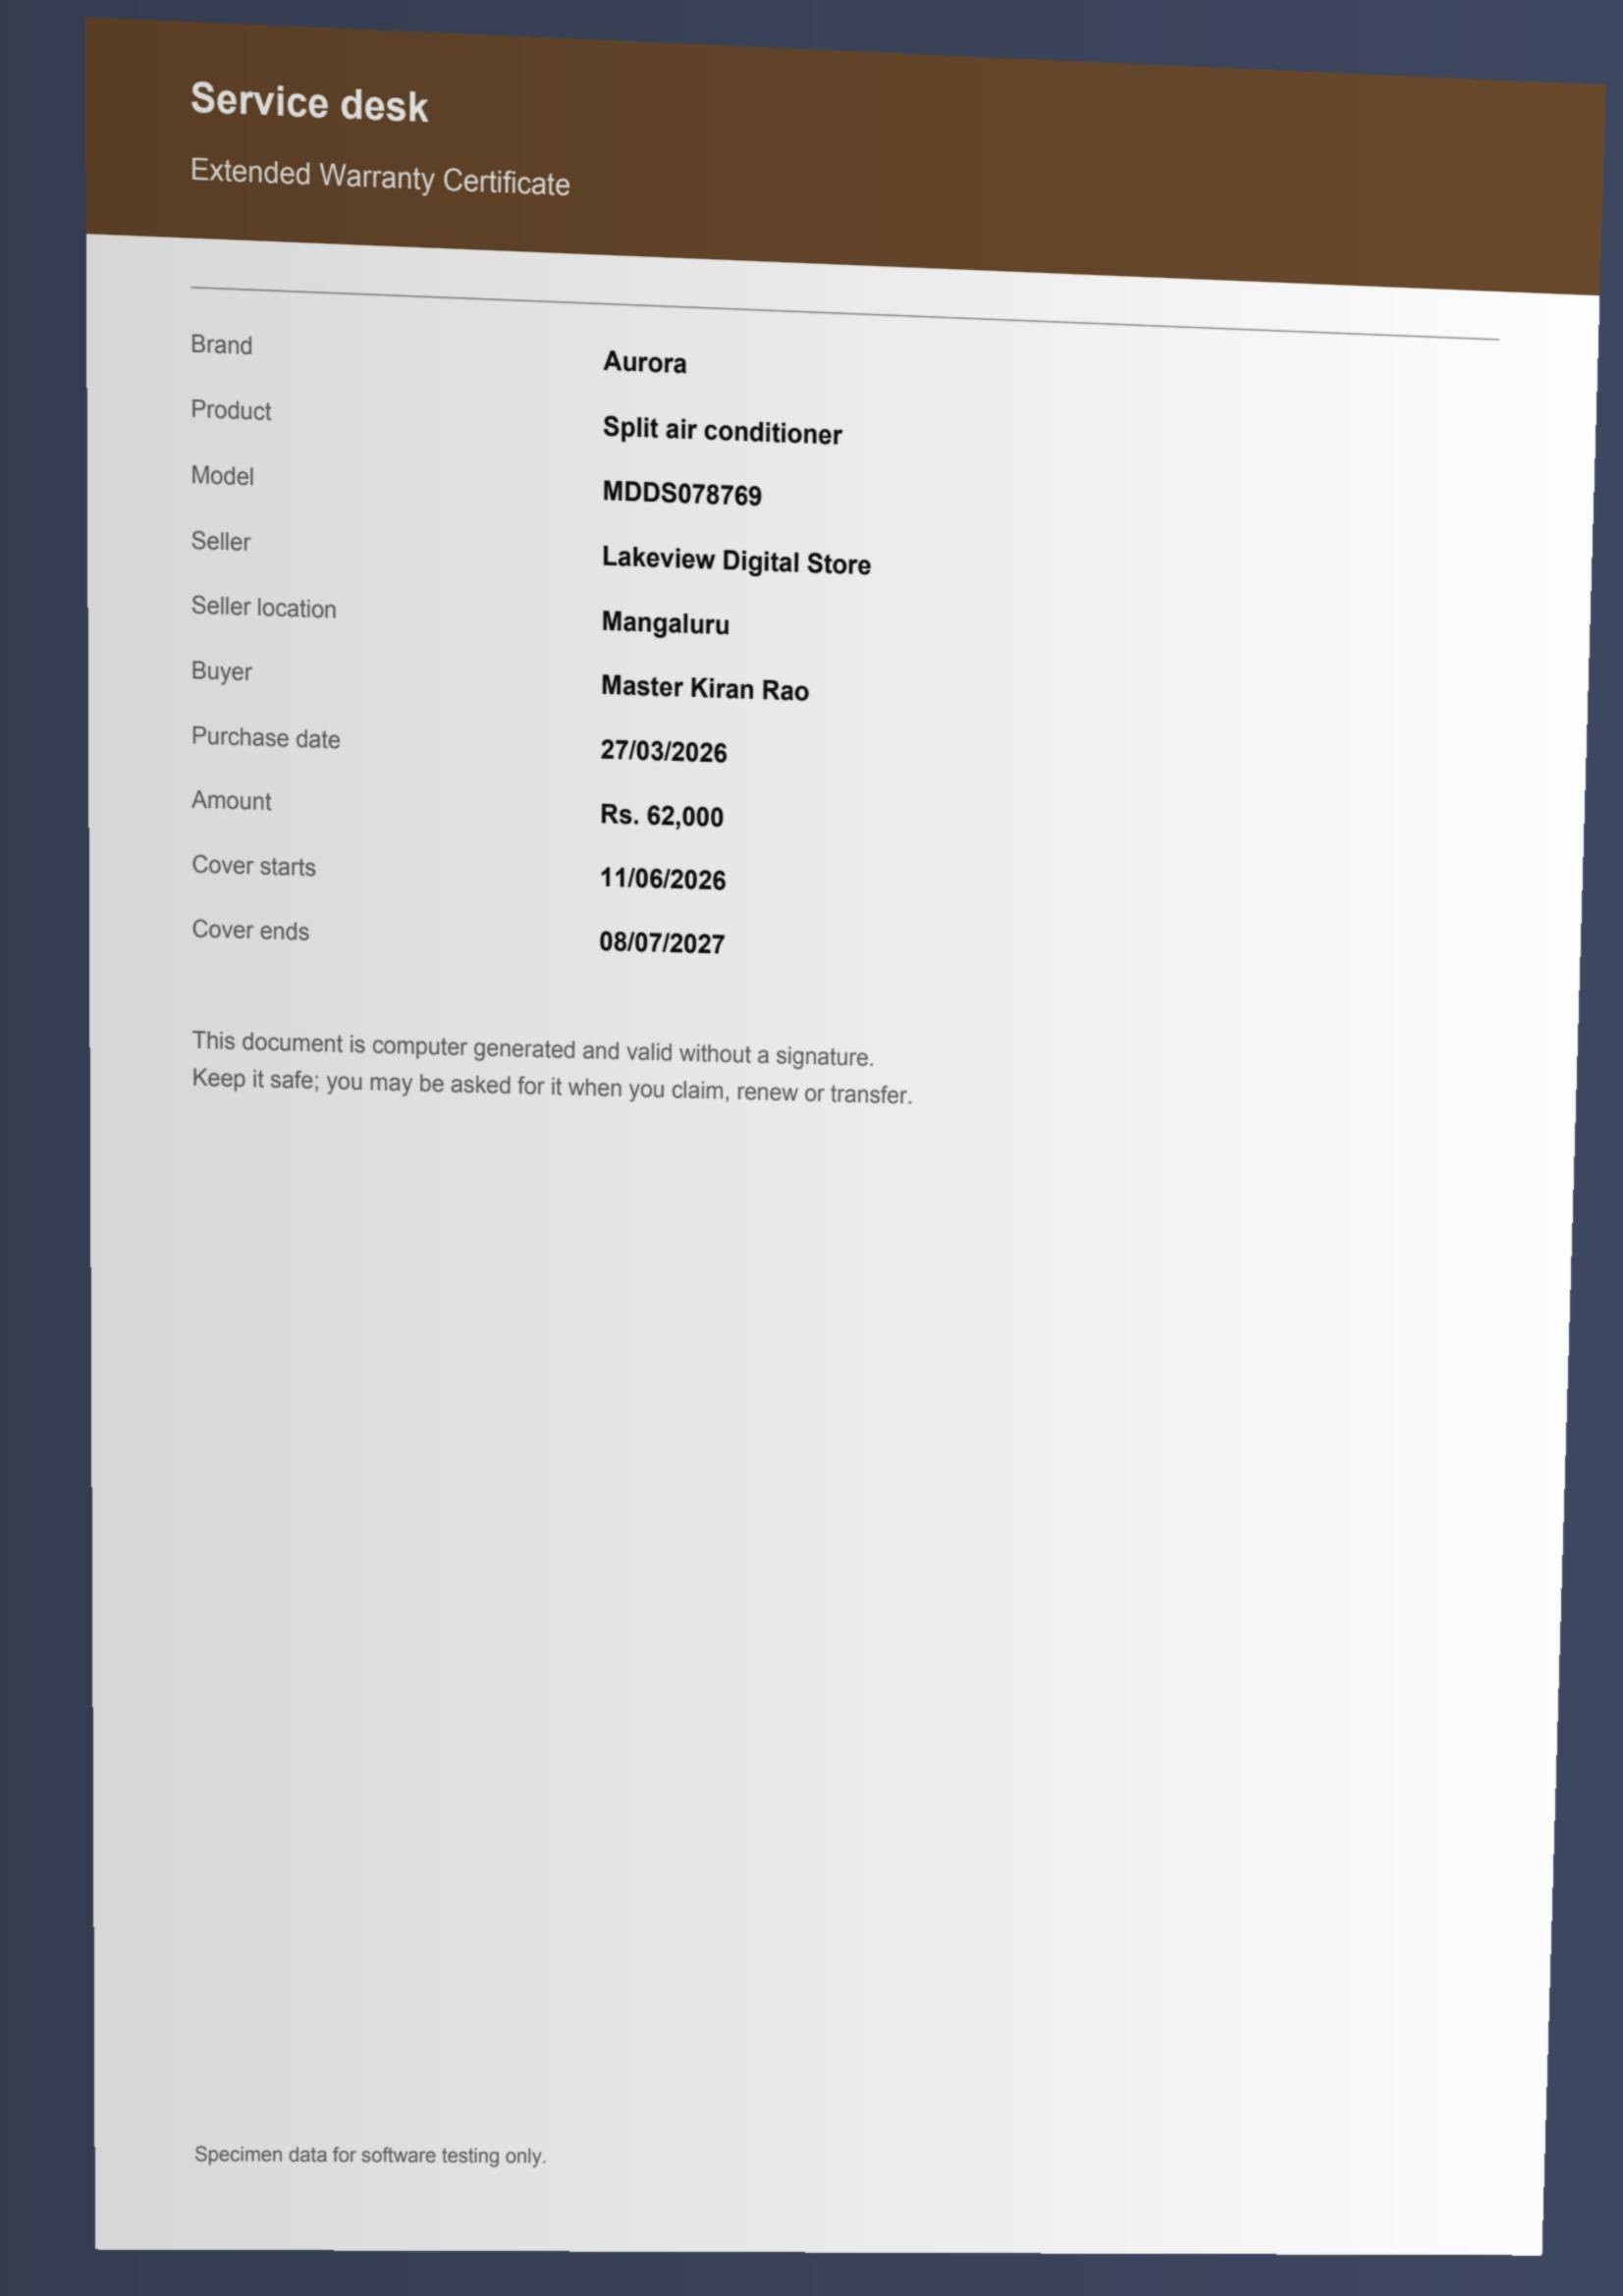 Service desk
Extended Warranty Certificate
Brand Aurora
Product Split air conditioner
Model MDDS078769
Seller Lakeview Digital Store
Seller location Mangaluru
Buyer Master Kiran Rao
Purchase date 27/03/2026
Amount Rs. 62,000
Cover starts 11/06/2026
Cover ends 08/07/2027
This document is computer generated and valid without a signature.
Keep it safe; you may be asked for it when you claim, renew or transfer.
Specimen data for software testing only.